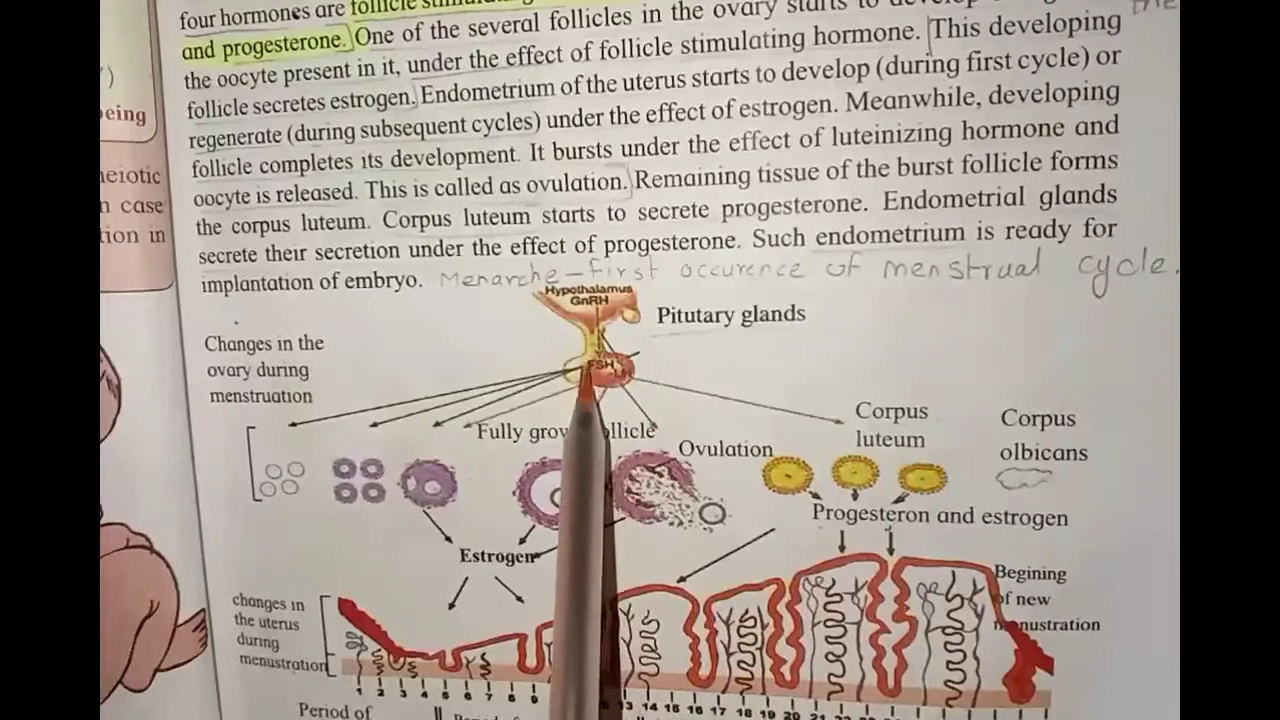 four hormones are follicle
and progesterone. One of the several follicles in the ovary starts to
the oocyte present in it, under the effect of follicle stimulating hormone. This developing
follicle secretes estrogen. Endometrium of the uterus starts to develop (during first cycle) or
regenerate (during subsequent cycles) under the effect of estrogen. Meanwhile, developing
follicle completes its development. It bursts under the effect of luteinizing hormone and
oocyte is released. This is called as ovulation. Remaining tissue of the burst follicle forms
the corpus luteum. Corpus luteum starts to secrete progesterone. Endometrial glands
secrete their secretion under the effect of progesterone. Such endometrium is ready for
implantation of embryo. Menarche - first occurence of menstrual cycle.
eing
neiotic
n case
tion in
Hypothalamus
GnRH
Pitutary glands
FSH
Changes in the
ovary during
menstruation
Fully grow ollicle
Ovulation
Corpus
luteum
Corpus
olbicans
Progesteron and estrogen
Estrogen
Begining
of new
menustration
changes in
the uterus
during
menustration
1 2 3 4 5 6 7 8 9 13 14 15 16 17 18 19 20 21
Period of